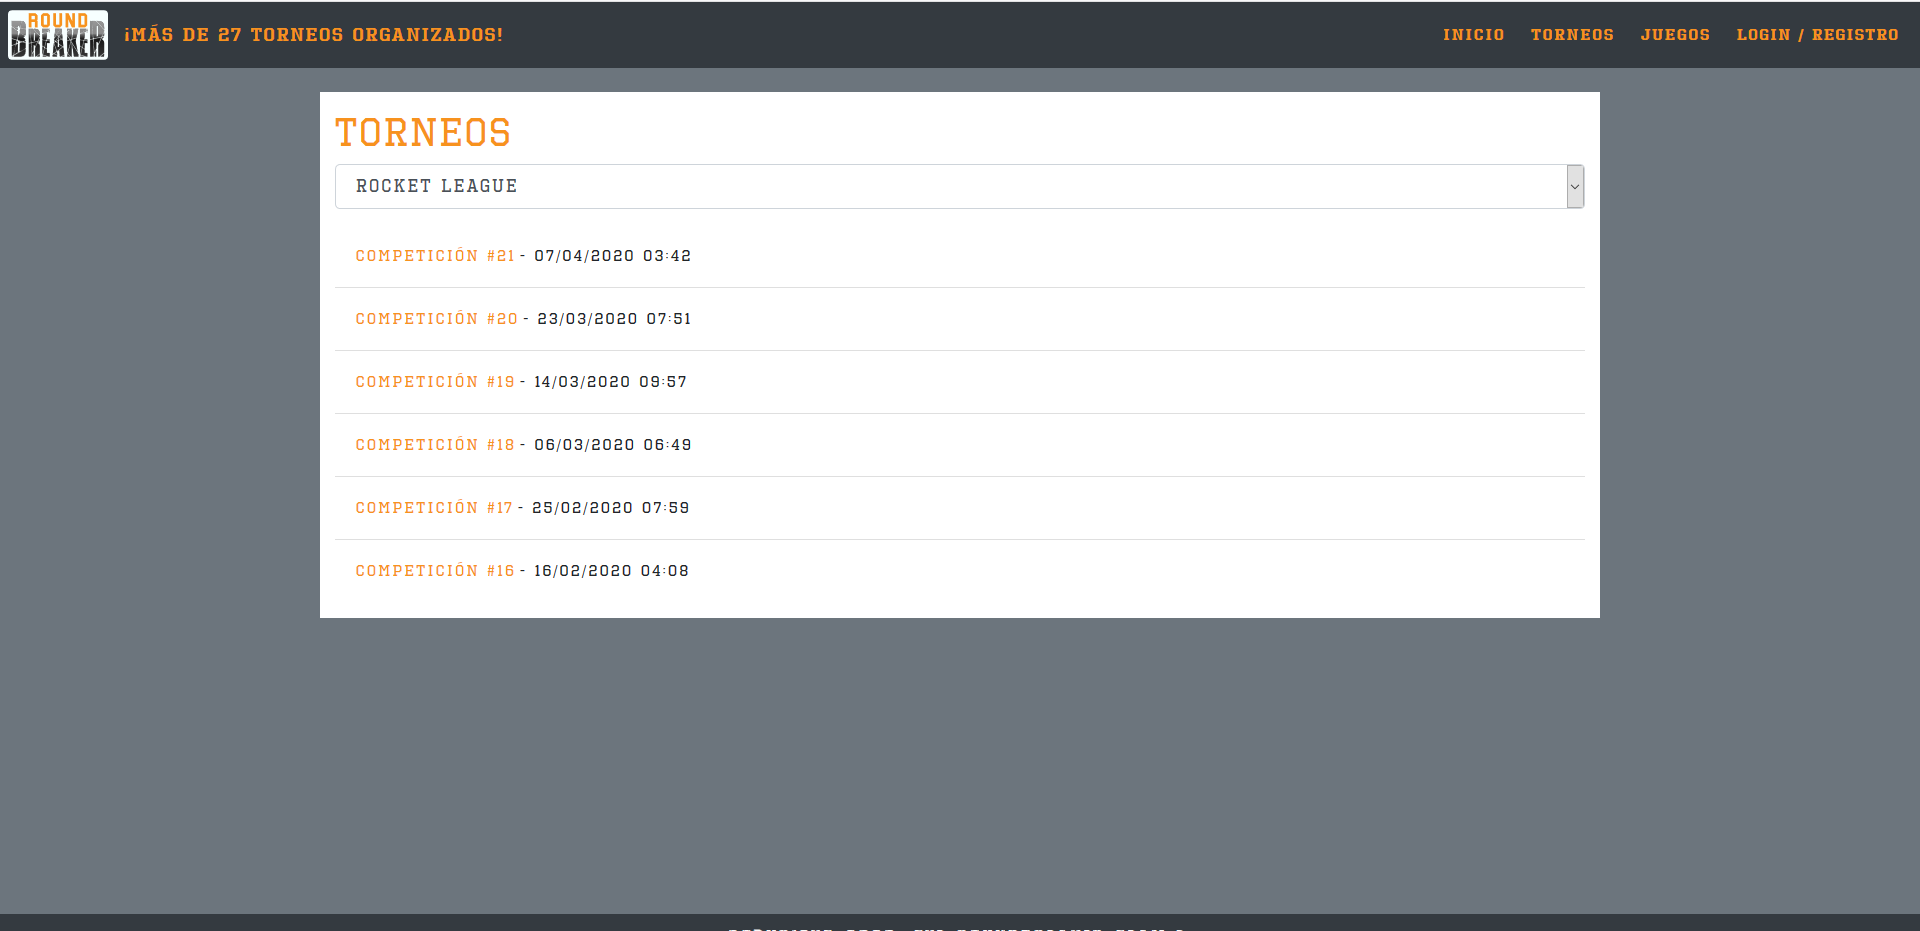 ROUND
BREAKER
¡MÁS DE 27 TORNEOS ORGANIZADOS!
INICIO TORNEOS JUEGOS LOGIN / REGISTRO
TORNEOS
ROCKET LEAGUE
COMPETICIÓN #21 - 07/04/2020 03:42
COMPETICIÓN #20 - 23/03/2020 07:51
COMPETICIÓN #19 - 14/03/2020 09:57
COMPETICIÓN #18 - 06/03/2020 06:49
COMPETICIÓN #17 - 25/02/2020 07:59
COMPETICIÓN #16 - 16/02/2020 04:08